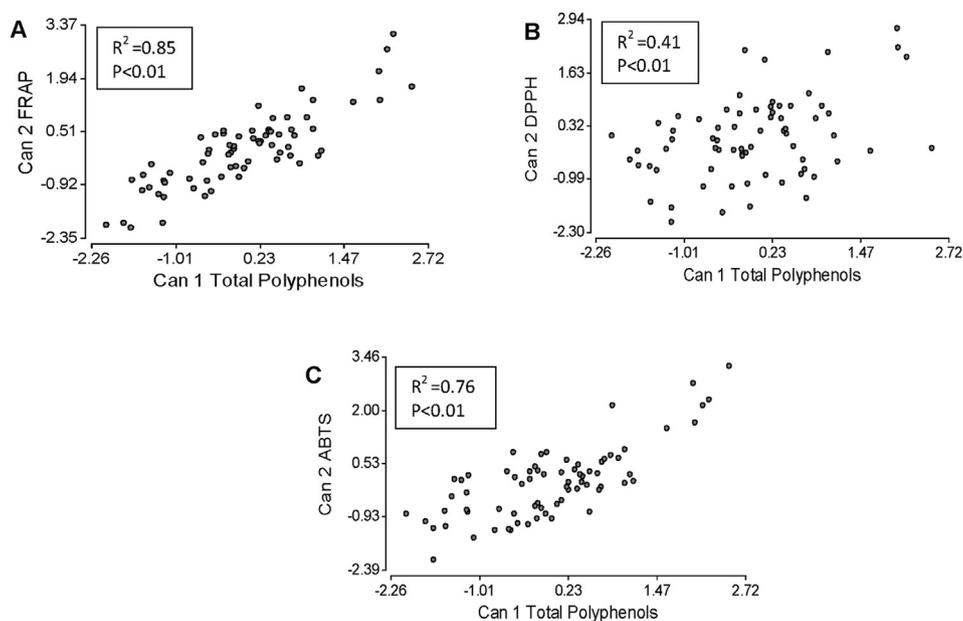 A
3.37
1.94
0.51
-0.92
-2.35
Can 2 FRAP
R² =0.85
P<0.01
-2.26 -1.01 0.23 1.47 2.72
Can 1 Total Polyphenols
B
2.94
1.63
0.32
-0.99
-2.30
Can 2 DPPH
R² =0.41
P<0.01
-2.26 -1.01 0.23 1.47 2.72
Can 1 Total Polyphenols
C
3.46
2.00
0.53
-0.93
-2.39
Can 2 ABTS
R² =0.76
P<0.01
-2.26 -1.01 0.23 1.47 2.72
Can 1 Total Polyphenols